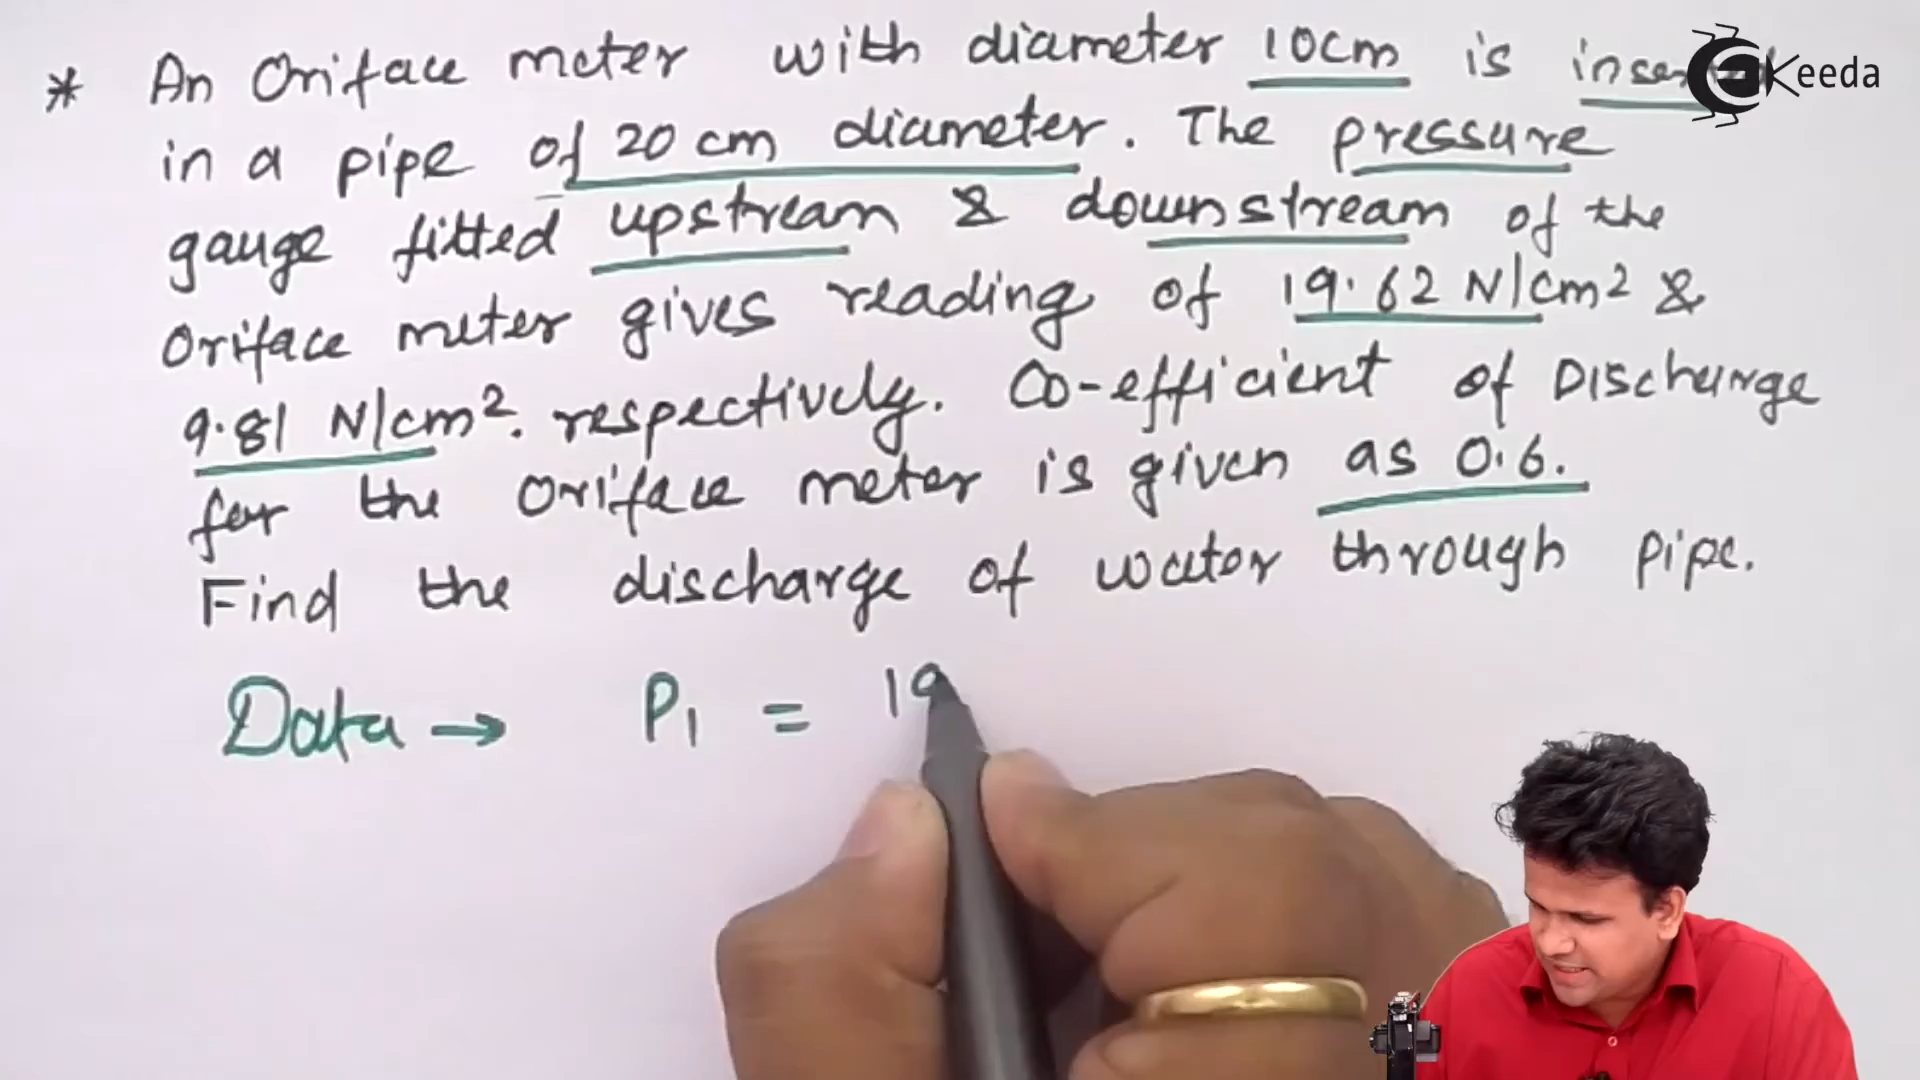 * An Oriface meter with diameter 10cm is
Keeda
in a pipe of 20 cm diameter. The pressure
gauge fitted upstream & downstream of the
Oriface meter gives reading of 19.62 N/cm2 &
9.81 N/cm2. respectively. Co-efficient of Discharge
for the Oriface meter is given as 0.6.
Find the discharge of water through pipe.
Data → P1 = 19